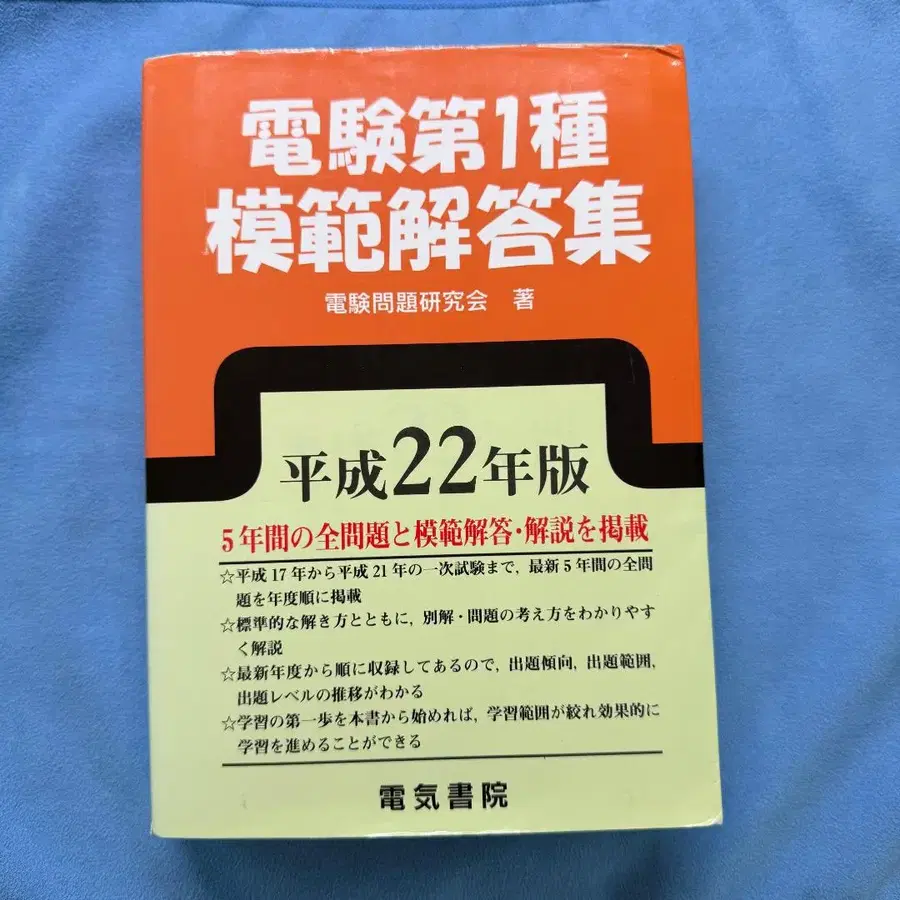 電験第1種
模範解答集
電験問題研究会 著
平成22年版
5年間の全問題と模範解答・解説を掲載
☆平成17年から平成21年の一次試験まで，最新5年間の全問
題を年度順に掲載
☆標準的な解き方とともに，別解・問題の考え方をわかりやす
く解説
☆最新年度から順に収録してあるので，出題傾向，出題範囲，
出題レベルの推移がわかる
☆学習の第一歩を本書から始めれば，学習範囲が絞れ効果的に
学習を進めることができる
電気書院